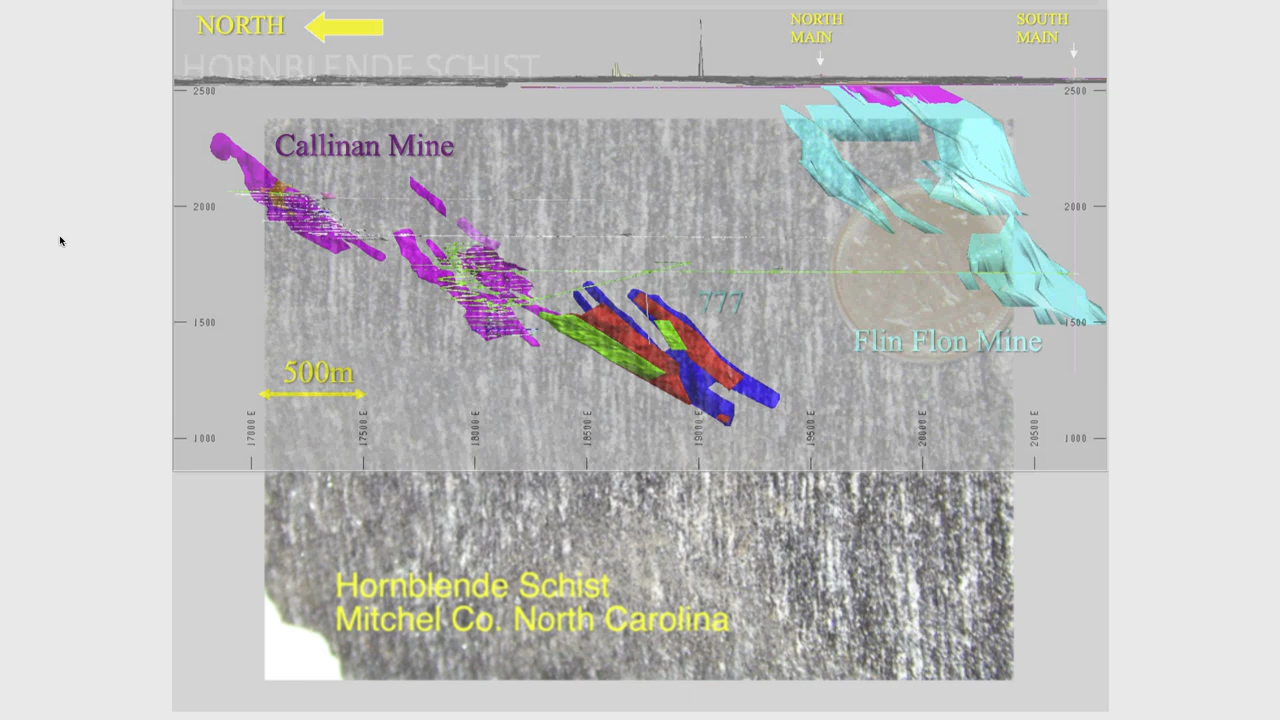 NORTH
NORTH
MAIN
SOUTH
MAIN
HORNBLENDE SCHIST
2500
2500
Callinan Mine
2000
2000
777
1500
1500
Flin Flon Mine
500m
1000
1000
17000 E
17500 E
18000 E
18500 E
19000 E
19500 E
20000 E
20500 E
Hornblende Schist
Mitchel Co. North Carolina